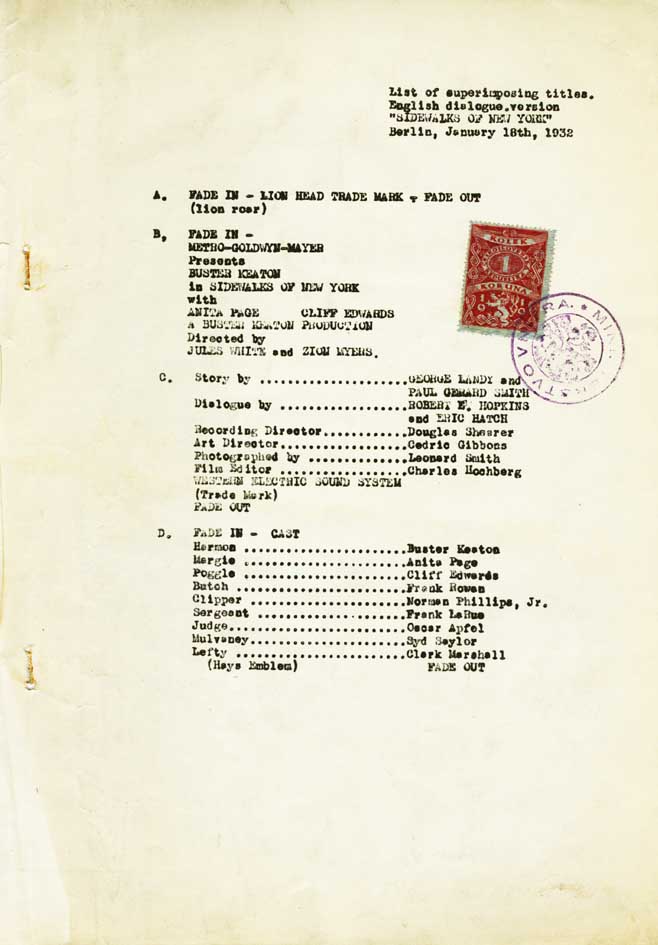 List of superimposing titles.
English dialogue.version
"SIDEWALKS OF NEW YORK"
Berlin, January 18th, 1932
A. FADE IN - LION HEAD TRADE MARK - FADE OUT
(lion roar)
B, FADE IN -
METRO-GOLDWYN-MAYER
Presents
BUSTER KEATON
in SIDEWALKS OF NEW YORK
with
ANITA PAGE CLIFF EDWARDS
A BUSTER KEATON PRODUCTION
Directed by
JULES WHITE and ZION MYERS.
KOLEK
1
KORUNA
1919
C. Story by ......................GEORGE LANDY and
PAUL GERARD SMITH
Dialogue by ..................ROBERT E. HOPKINS
and ERIC HATCH
Recording Director............Douglas Shearer
Art Director..................Cedric Gibbons
Photographed by ..............Leonard Smith
Film Editor ..................Charles Hochberg
WESTERN ELECTRIC SOUND SYSTEM
(Trade Mark)
FADE OUT
D. FADE IN - CAST
Harmon .......................Buster Keaton
Margie .......................Anita Page
Poggle .......................Cliff Edwards
Butch ........................Frank Rowan
Clipper ......................Norman Phillips, Jr.
Sergeant .....................Frank LaRue
Judge.........................Oscar Apfel
Mulvaney......................Syd Saylor
Lefty ........................Clark Marshall
(Hays Emblem) FADE OUT